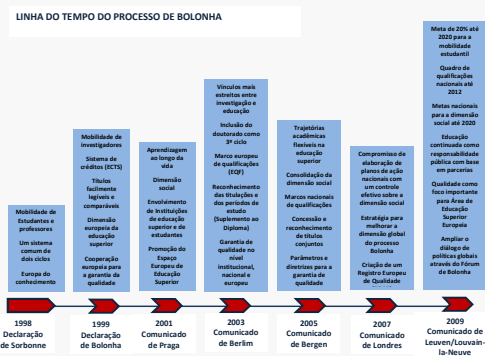 LINHA DO TEMPO DO PROCESSO DE BOLONHA
Mobilidade de
Estudantes e
professores
Um sistema
comum de
dois ciclos
Europa do
conhecimento
1998
Declaração
de Sorbonne
Mobilidade de
investigadores
Sistema de
créditos (ECTS)
Títulos
facilmente
legíveis e
comparáveis
Dimensão
europeia da
educação
superior
Cooperação
europeia para
a garantia da
qualidade
1999
Declaração
de Bolonha
Aprendizagem
ao longo da
vida
Dimensão
social
Envolvimento
de Instituições
de educação
superior e de
estudantes
Promoção do
Espaço
Europeu de
Educação
Superior
2001
Comunicado
de Praga
Vínculos mais
estreitos entre
investigação e
educação
Inclusão do
doutorado como
3º ciclo
Marco europeu
de qualificações
(EQF)
Reconhecimento
das titulações e
dos períodos de
estudo
(Suplemento ao
Diploma)
Garantia de
qualidade no
nível
institucional,
nacional e
europeu
2003
Comunicado
de Berlim
Trajetórias
acadêmicas
flexíveis na
educação
superior
Consolidação da
dimensão social
Marcos nacionais
de qualificações
Concessão e
reconhecimento
de títulos
conjuntos
Parâmetros e
diretrizes para a
garantia da
qualidade
2005
Comunicado
de Bergen
Compromisso de
elaboração de
planos de ação
nacionais com
um controle
efetivo sobre a
dimensão social
Estratégia para
melhorar a
dimensão global
do processo
Bolonha
Criação de um
Registro Europeu
de Qualidade
2007
Comunicado
de Londres
Meta de 20% até
2020 para a
mobilidade
estudantil
Quadro de
qualificações
nacionais até
2012
Metas nacionais
para a dimensão
social até 2020
Educação
continuada como
responsabilidade
pública com base
em parcerias
Qualidade como
foco importante
para Área de
Educação
Superior
Europeia
Ampliar o
diálogo de
políticas globais
através do Fórum
de Bolonha
2009
Comunicado de
Leuven/Louvain-
la-Neuve